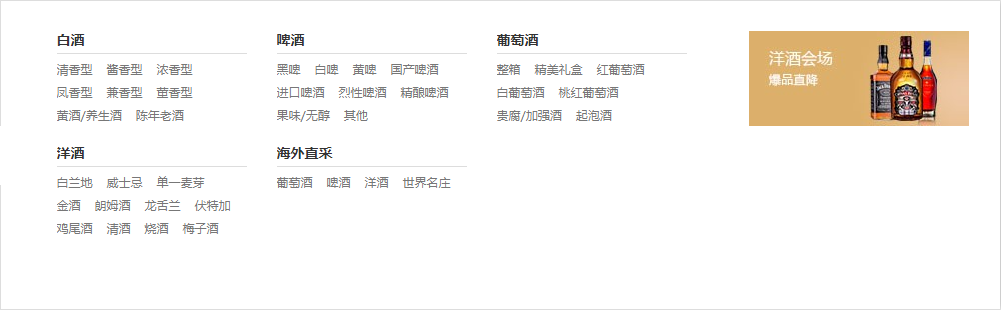 白酒
清香型 酱香型 浓香型
凤香型 兼香型 董香型
黄酒/养生酒 陈年老酒
啤酒
黑啤 白啤 黄啤 国产啤酒
进口啤酒 烈性啤酒 精酿啤酒
果味/无醇 其他
葡萄酒
整箱 精美礼盒 红葡萄酒
白葡萄酒 桃红葡萄酒
贵腐/加强酒 起泡酒
洋酒会场
爆品直降
洋酒
白兰地 威士忌 单一麦芽
金酒 朗姆酒 龙舌兰 伏特加
鸡尾酒 清酒 烧酒 梅子酒
海外直采
葡萄酒 啤酒 洋酒 世界名庄